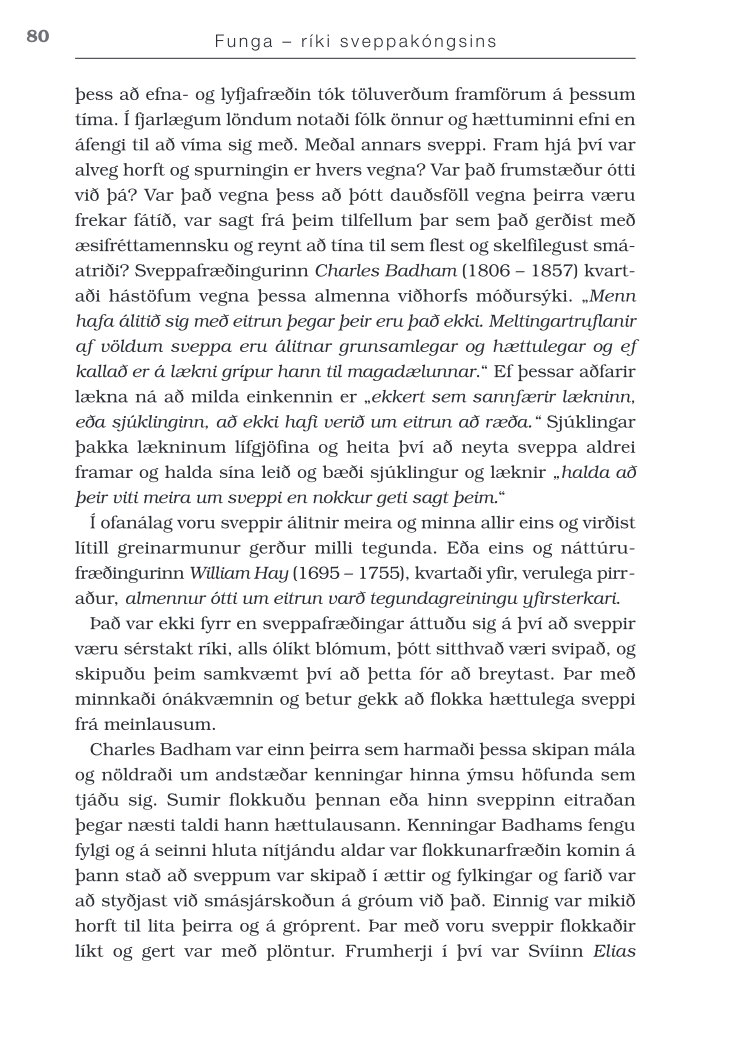 80
Funga – ríki sveppakóngsins
þess að efna- og lyfjafræðin tók töluverðum framförum á þessum
tíma. Í fjarlægum löndum notaði fólk önnur og hættuminni efni en
áfengi til að víma sig með. Meðal annars sveppi. Fram hjá því var
alveg horft og spurningin er hvers vegna? Var það frumstæður ótti
við þá? Var það vegna þess að þótt dauðsföll vegna þeirra væru
frekar fátíð, var sagt frá þeim tilfellum þar sem það gerðist með
æsifréttamennsku og reynt að tína til sem flest og skelfilegust smá-
atriði? Sveppafræðingurinn Charles Badham (1806 – 1857) kvart-
aði hástöfum vegna þessa almenna viðhorfs móðursýki. „Menn
hafa álitið sig með eitrun þegar þeir eru það ekki. Meltingartruflanir
af völdum sveppa eru álitnar grunsamlegar og hættulegar og ef
kallað er á lækni grípur hann til magadælunnar.“ Ef þessar aðfarir
lækna ná að milda einkennin er „ekkert sem sannfærir lækninn,
eða sjúklinginn, að ekki hafi verið um eitrun að ræða.“ Sjúklingar
þakka lækninum lífgjöfina og heita því að neyta sveppa aldrei
framar og halda sína leið og bæði sjúklingur og læknir „halda að
þeir viti meira um sveppi en nokkur geti sagt þeim.“
Í ofanálag voru sveppir álitnir meira og minna allir eins og virðist
lítill greinarmunur gerður milli tegunda. Eða eins og náttúru-
fræðingurinn William Hay (1695 – 1755), kvartaði yfir, verulega pirr-
aður, almennur ótti um eitrun varð tegundagreiningu yfirsterkari.
Það var ekki fyrr en sveppafræðingar áttuðu sig á því að sveppir
væru sérstakt ríki, alls ólíkt blómum, þótt sitthvað væri svipað, og
skipuðu þeim samkvæmt því að þetta fór að breytast. Þar með
minnkaði ónákvæmnin og betur gekk að flokka hættulega sveppi
frá meinlausum.
Charles Badham var einn þeirra sem harmaði þessa skipan mála
og nöldraði um andstæðar kenningar hinna ýmsu höfunda sem
tjáðu sig. Sumir flokkuðu þennan eða hinn sveppinn eitraðan
þegar næsti taldi hann hættulausann. Kenningar Badhams fengu
fylgi og á seinni hluta nítjándu aldar var flokkunarfræðin komin á
þann stað að sveppum var skipað í ættir og fylkingar og farið var
að styðjast við smásjárskoðun á gróum við það. Einnig var mikið
horft til lita þeirra og á gróprent. Þar með voru sveppir flokkaðir
líkt og gert var með plöntur. Frumherji í því var Svíinn Elias